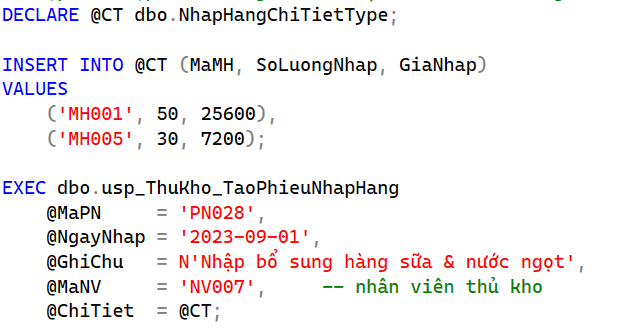 DECLARE @CT dbo.NhapHangChiTietType;
INSERT INTO @CT (MaMH, SoLuongNhap, GiaNhap)
VALUES
('MH001', 50, 25600),
('MH005', 30, 7200);
EXEC dbo.usp_ThuKho_TaoPhieuNhapHang
@MaPN = 'PN028',
@NgayNhap = '2023-09-01',
@GhiChu = N'Nhập bổ sung hàng sữa & nước ngọt',
@MaNV = 'NV007', -- nhân viên thủ kho
@ChiTiet = @CT;